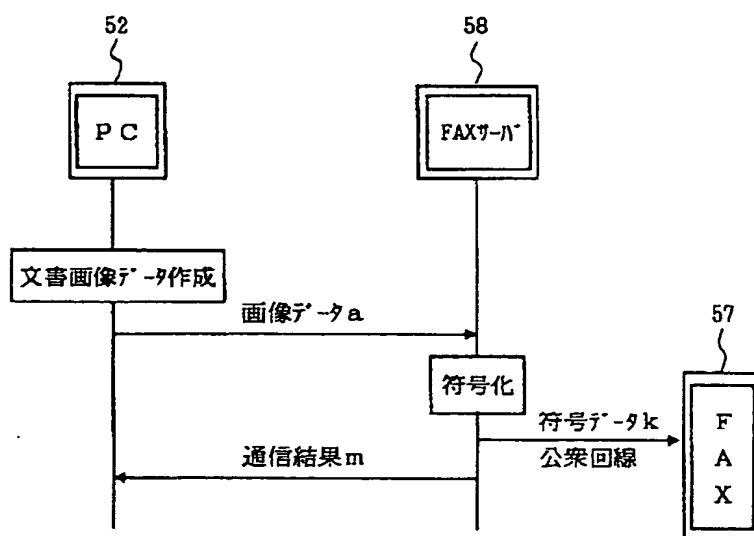 52
58
PC
FAXサーバ
文書画像データ作成
画像データa
57
符号化
符号データk
公衆回線
通信結果m
F
A
X